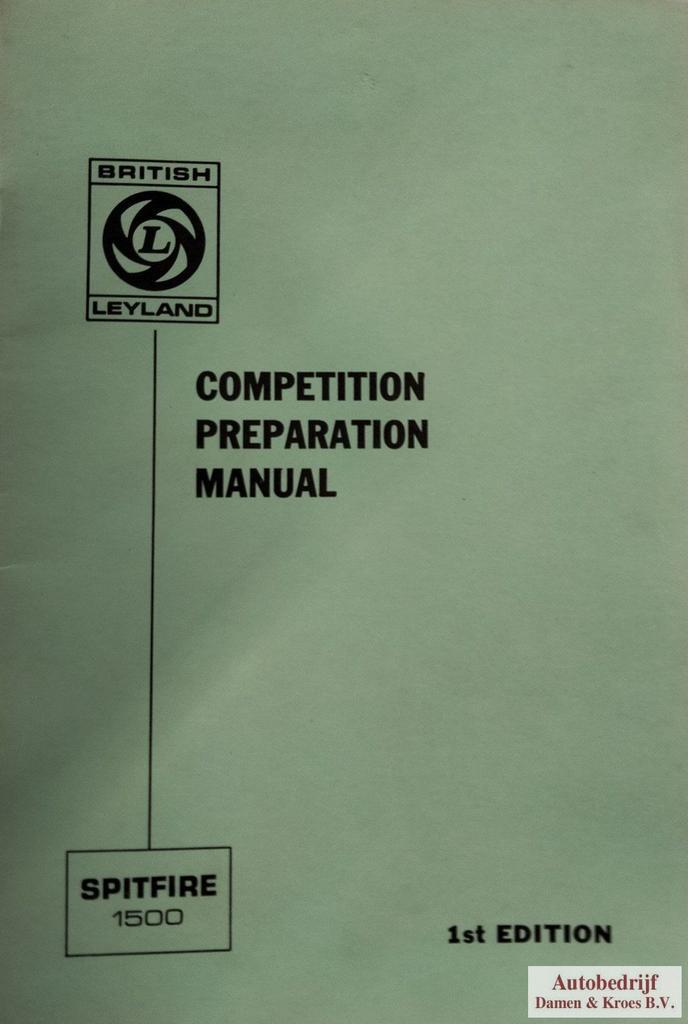 BRITISH
L
LEYLAND
COMPETITION
PREPARATION
MANUAL
SPITFIRE
1500
1st EDITION
Autobedrijf
Damen & Kroes B.V.